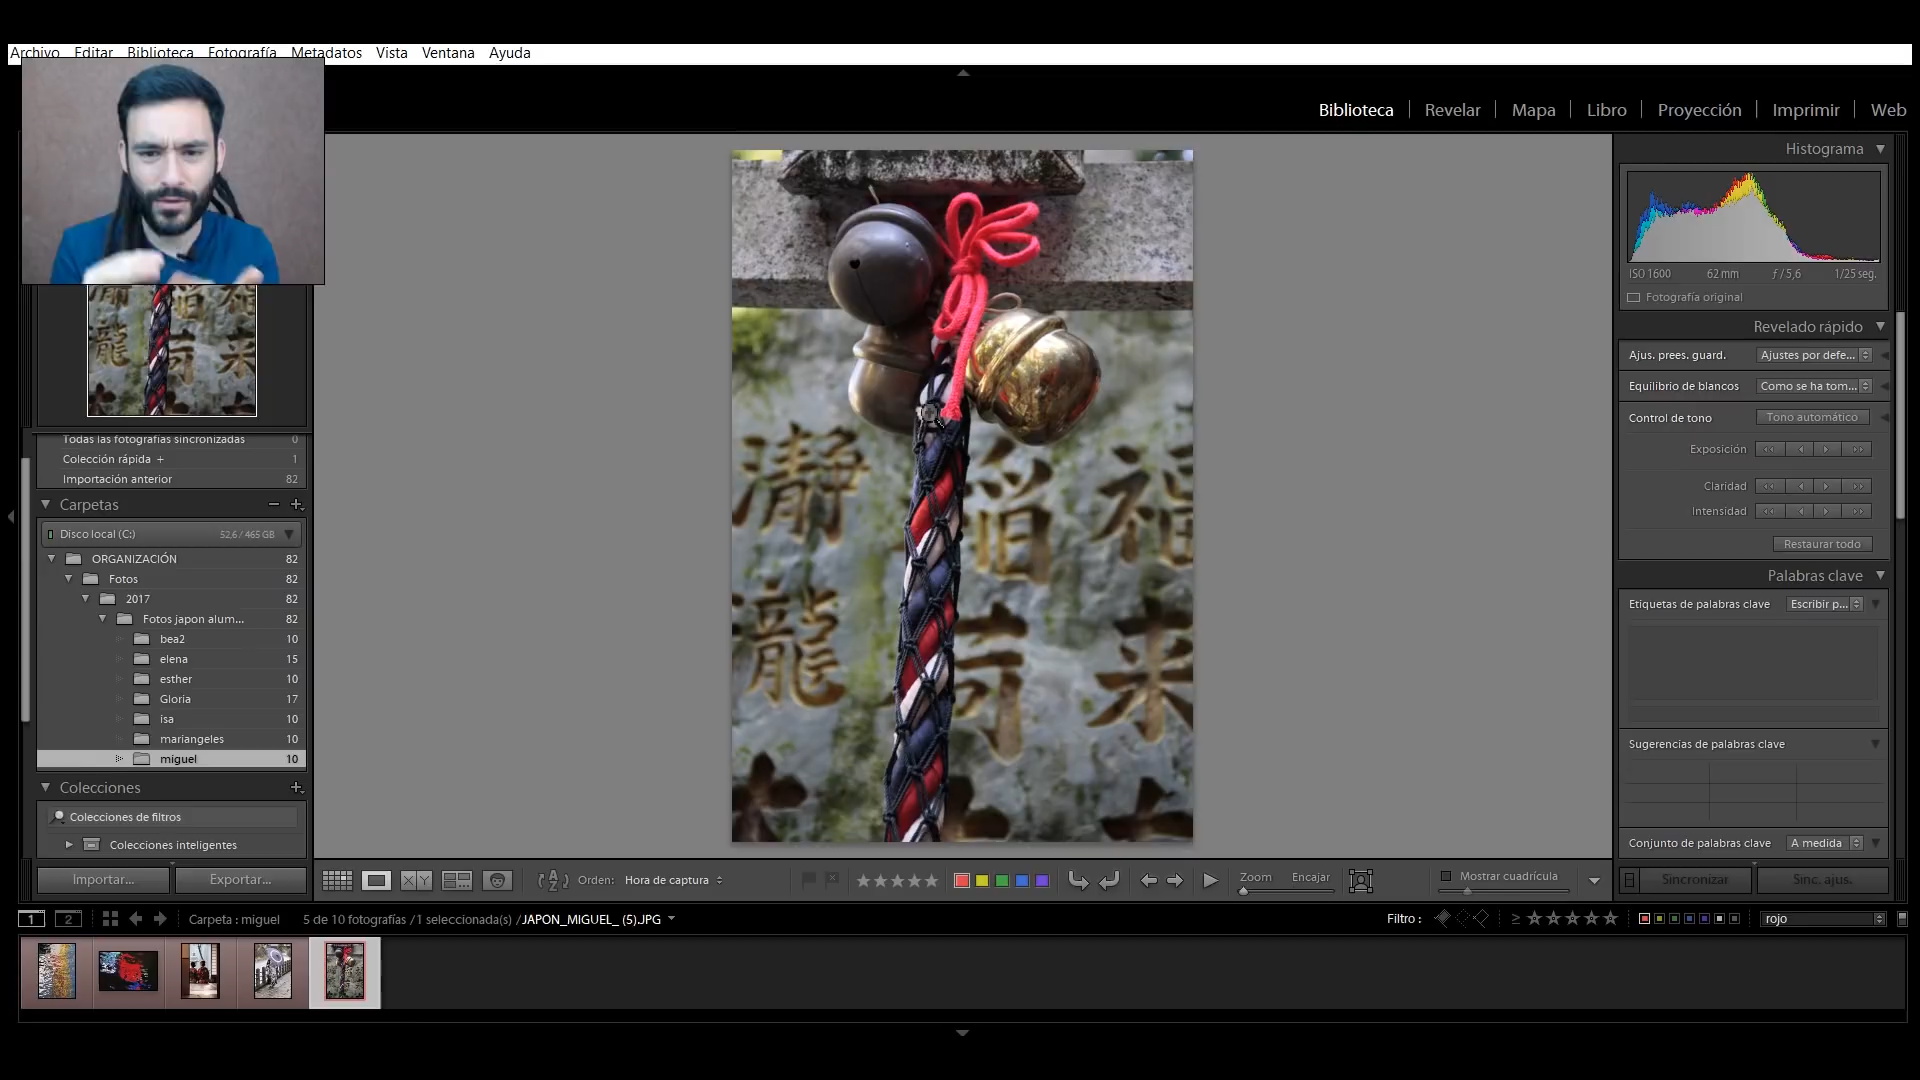 Archivo Editar Biblioteca Fotografía Metadatos Vista Ventana Ayuda
Biblioteca Revelar Mapa Libro Proyección Imprimir Web
Histograma
ISO 1600 62 mm ƒ / 5,6 1/25 seg.
Fotografía original
Revelado rápido
Ajus. prees. guard. Ajustes por defe...
Equilibrio de blancos Como se ha tom...
Control de tono Tono automático
Exposición
Claridad
Intensidad
Restaurar todo
Palabras clave
Etiquetas de palabras clave Escribir p...
Sugerencias de palabras clave
Conjunto de palabras clave A medida
Sincronizar Sinc. ajus.
Todas las fotografías sincronizadas 0
Colección rápida + 1
Importación anterior 82
Carpetas
Disco local (C:) 52,6 / 465 GB
ORGANIZACIÓN 82
Fotos 82
2017 82
Fotos japon alum... 82
bea2 10
elena 15
esther 10
Gloria 17
isa 10
mariangeles 10
miguel 10
Colecciones
Colecciones de filtros
Colecciones inteligentes
Importar... Exportar...
瀞 福
瀧 来
XY Orden: Hora de captura Zoom Encajar Mostrar cuadrícula
1 2 Carpeta : miguel 5 de 10 fotografías /1 seleccionada(s) /JAPON_MIGUEL_ (5).JPG Filtro : ≥ rojo